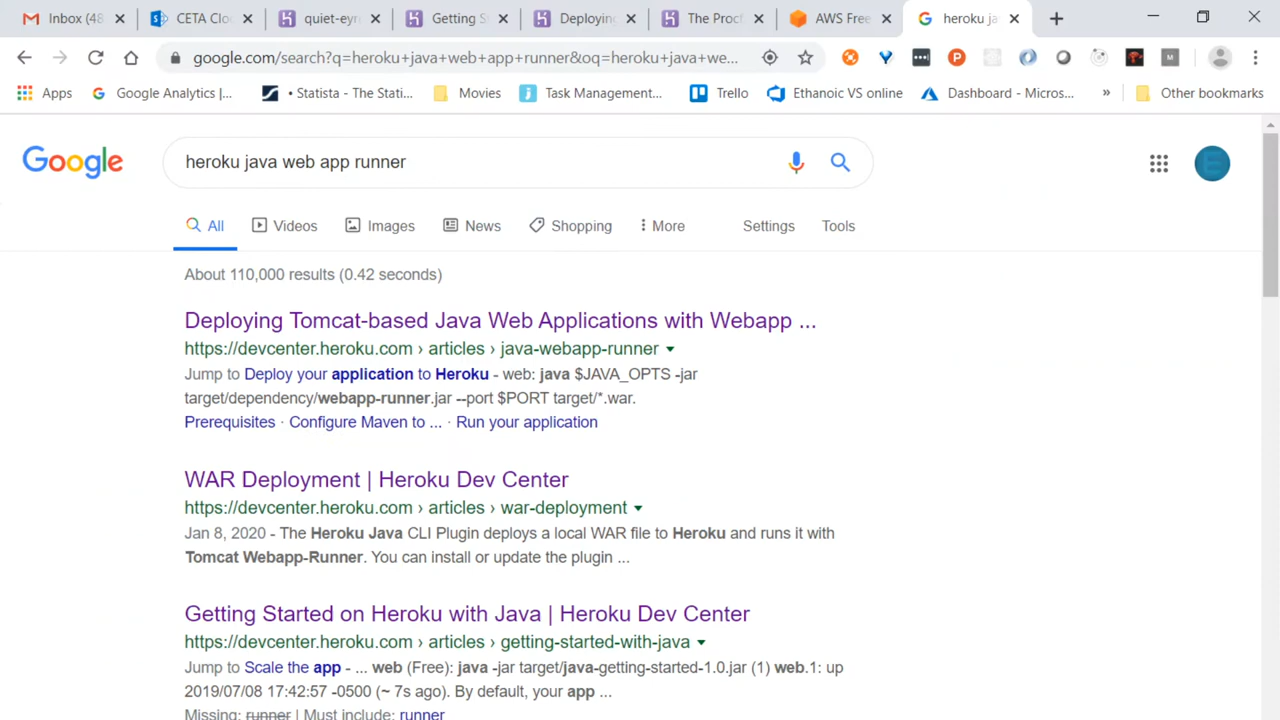 Inbox (48
CETA Clo
quiet-eyr
Getting S
Deploying
The Procf
AWS Free
heroku ja
google.com/search?q=heroku+java+web+app+runner&oq=heroku+java+we...
Apps
Google Analytics |...
• Statista - The Stati...
Movies
Task Management...
Trello
Ethanoic VS online
Dashboard - Micros...
»
Other bookmarks
Google
heroku java web app runner
E
All
Videos
Images
News
Shopping
More
Settings
Tools
About 110,000 results (0.42 seconds)
Deploying Tomcat-based Java Web Applications with Webapp ...
https://devcenter.heroku.com › articles › java-webapp-runner
Jump to Deploy your application to Heroku - web: java $JAVA_OPTS -jar
target/dependency/webapp-runner.jar --port $PORT target/*.war.
Prerequisites · Configure Maven to ... · Run your application
WAR Deployment | Heroku Dev Center
https://devcenter.heroku.com › articles › war-deployment
Jan 8, 2020 - The Heroku Java CLI Plugin deploys a local WAR file to Heroku and runs it with
Tomcat Webapp-Runner. You can install or update the plugin ...
Getting Started on Heroku with Java | Heroku Dev Center
https://devcenter.heroku.com › articles › getting-started-with-java
Jump to Scale the app - ... web (Free): java -jar target/java-getting-started-1.0.jar (1) web.1: up
2019/07/08 17:42:57 -0500 (~ 7s ago). By default, your app ...
Missing: runner | Must include: runner